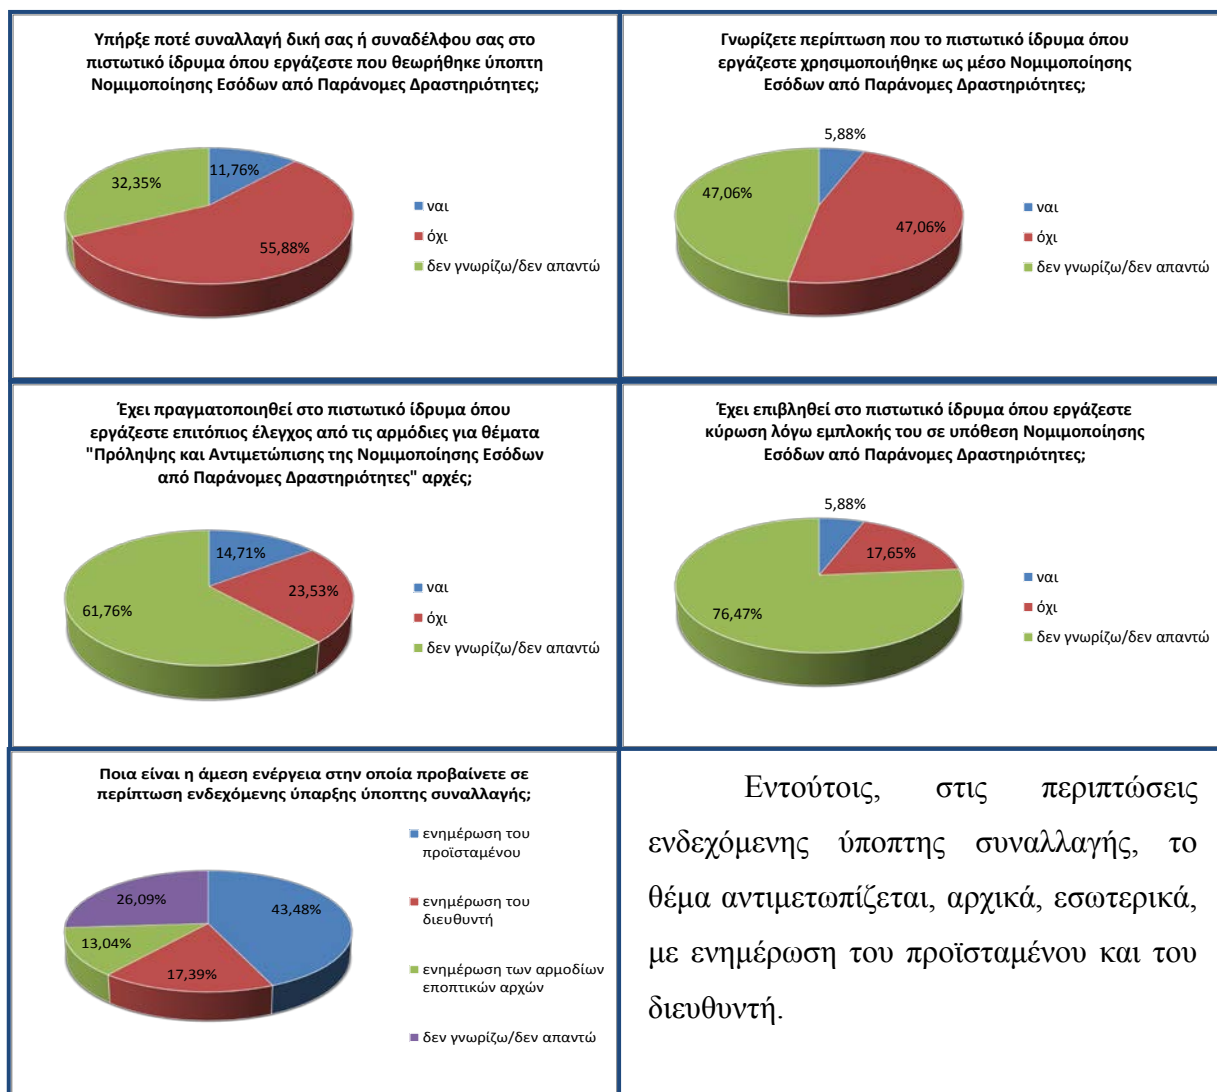 Υπήρξε ποτέ συναλλαγή δική σας ή συναδέλφου σας στο
πιστωτικό ίδρυμα όπου εργάζεστε που θεωρήθηκε ύποπτη
Νομιμοποίησης Εσόδων από Παράνομες Δραστηριότητες;
11,76%
32,35%
55,88%
ναι
όχι
δεν γνωρίζω/δεν απαντώ
Γνωρίζετε περίπτωση που το πιστωτικό ίδρυμα όπου
εργάζεστε χρησιμοποιήθηκε ως μέσο Νομιμοποίησης
Εσόδων από Παράνομες Δραστηριότητες;
5,88%
47,06%
47,06%
ναι
όχι
δεν γνωρίζω/δεν απαντώ
Έχει πραγματοποιηθεί στο πιστωτικό ίδρυμα όπου
εργάζεστε επιτόπιος έλεγχος από τις αρμόδιες για θέματα
"Πρόληψης και Αντιμετώπισης της Νομιμοποίησης Εσόδων
από Παράνομες Δραστηριότητες" αρχές;
14,71%
23,53%
61,76%
ναι
όχι
δεν γνωρίζω/δεν απαντώ
Έχει επιβληθεί στο πιστωτικό ίδρυμα όπου εργάζεστε
κύρωση λόγω εμπλοκής του σε υπόθεση Νομιμοποίησης
Εσόδων από Παράνομες Δραστηριότητες;
5,88%
17,65%
76,47%
ναι
όχι
δεν γνωρίζω/δεν απαντώ
Ποια είναι η άμεση ενέργεια στην οποία προβαίνετε σε
περίπτωση ενδεχόμενης ύπαρξης ύποπτης συναλλαγής;
26,09%
43,48%
13,04%
17,39%
ενημέρωση του
προϊσταμένου
ενημέρωση του
διευθυντή
ενημέρωση των αρμοδίων
εποπτικών αρχών
δεν γνωρίζω/δεν απαντώ
Εντούτοις, στις περιπτώσεις
ενδεχόμενης ύποπτης συναλλαγής, το
θέμα αντιμετωπίζεται, αρχικά, εσωτερικά,
με ενημέρωση του προϊσταμένου και του
διευθυντή.